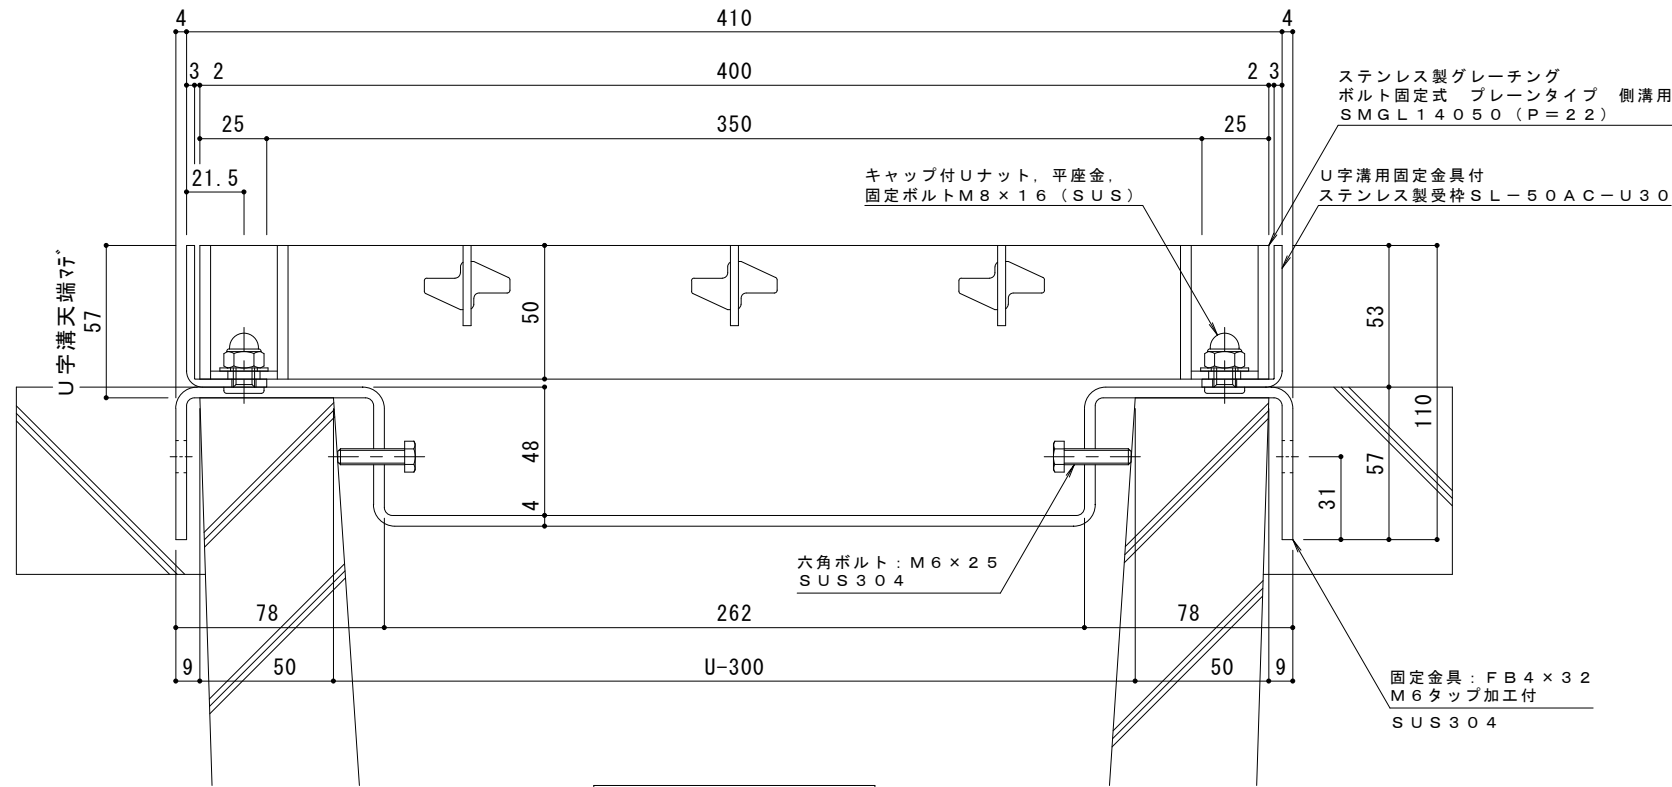 4 410 4
3 2 400 2 3
25 350 25
21.5
ステンレス製グレーチング
ボルト固定式　プレーンタイプ　側溝用
ＳＭＧＬ１４０５０（Ｐ＝２２）
キャップ付Ｕナット，平座金，
固定ボルトＭ８×１６（ＳＵＳ）
Ｕ字溝用固定金具付
ステンレス製受枠ＳＬ－５０ＡＣ－Ｕ３０
U字溝天端ﾏﾃﾞ
57
50
53
110
48
57
4
31
六角ボルト：Ｍ６×２５
ＳＵＳ３０４
78 262 78
9 50 U-300 50 9
固定金具：ＦＢ４×３２
Ｍ６タップ加工付
ＳＵＳ３０４